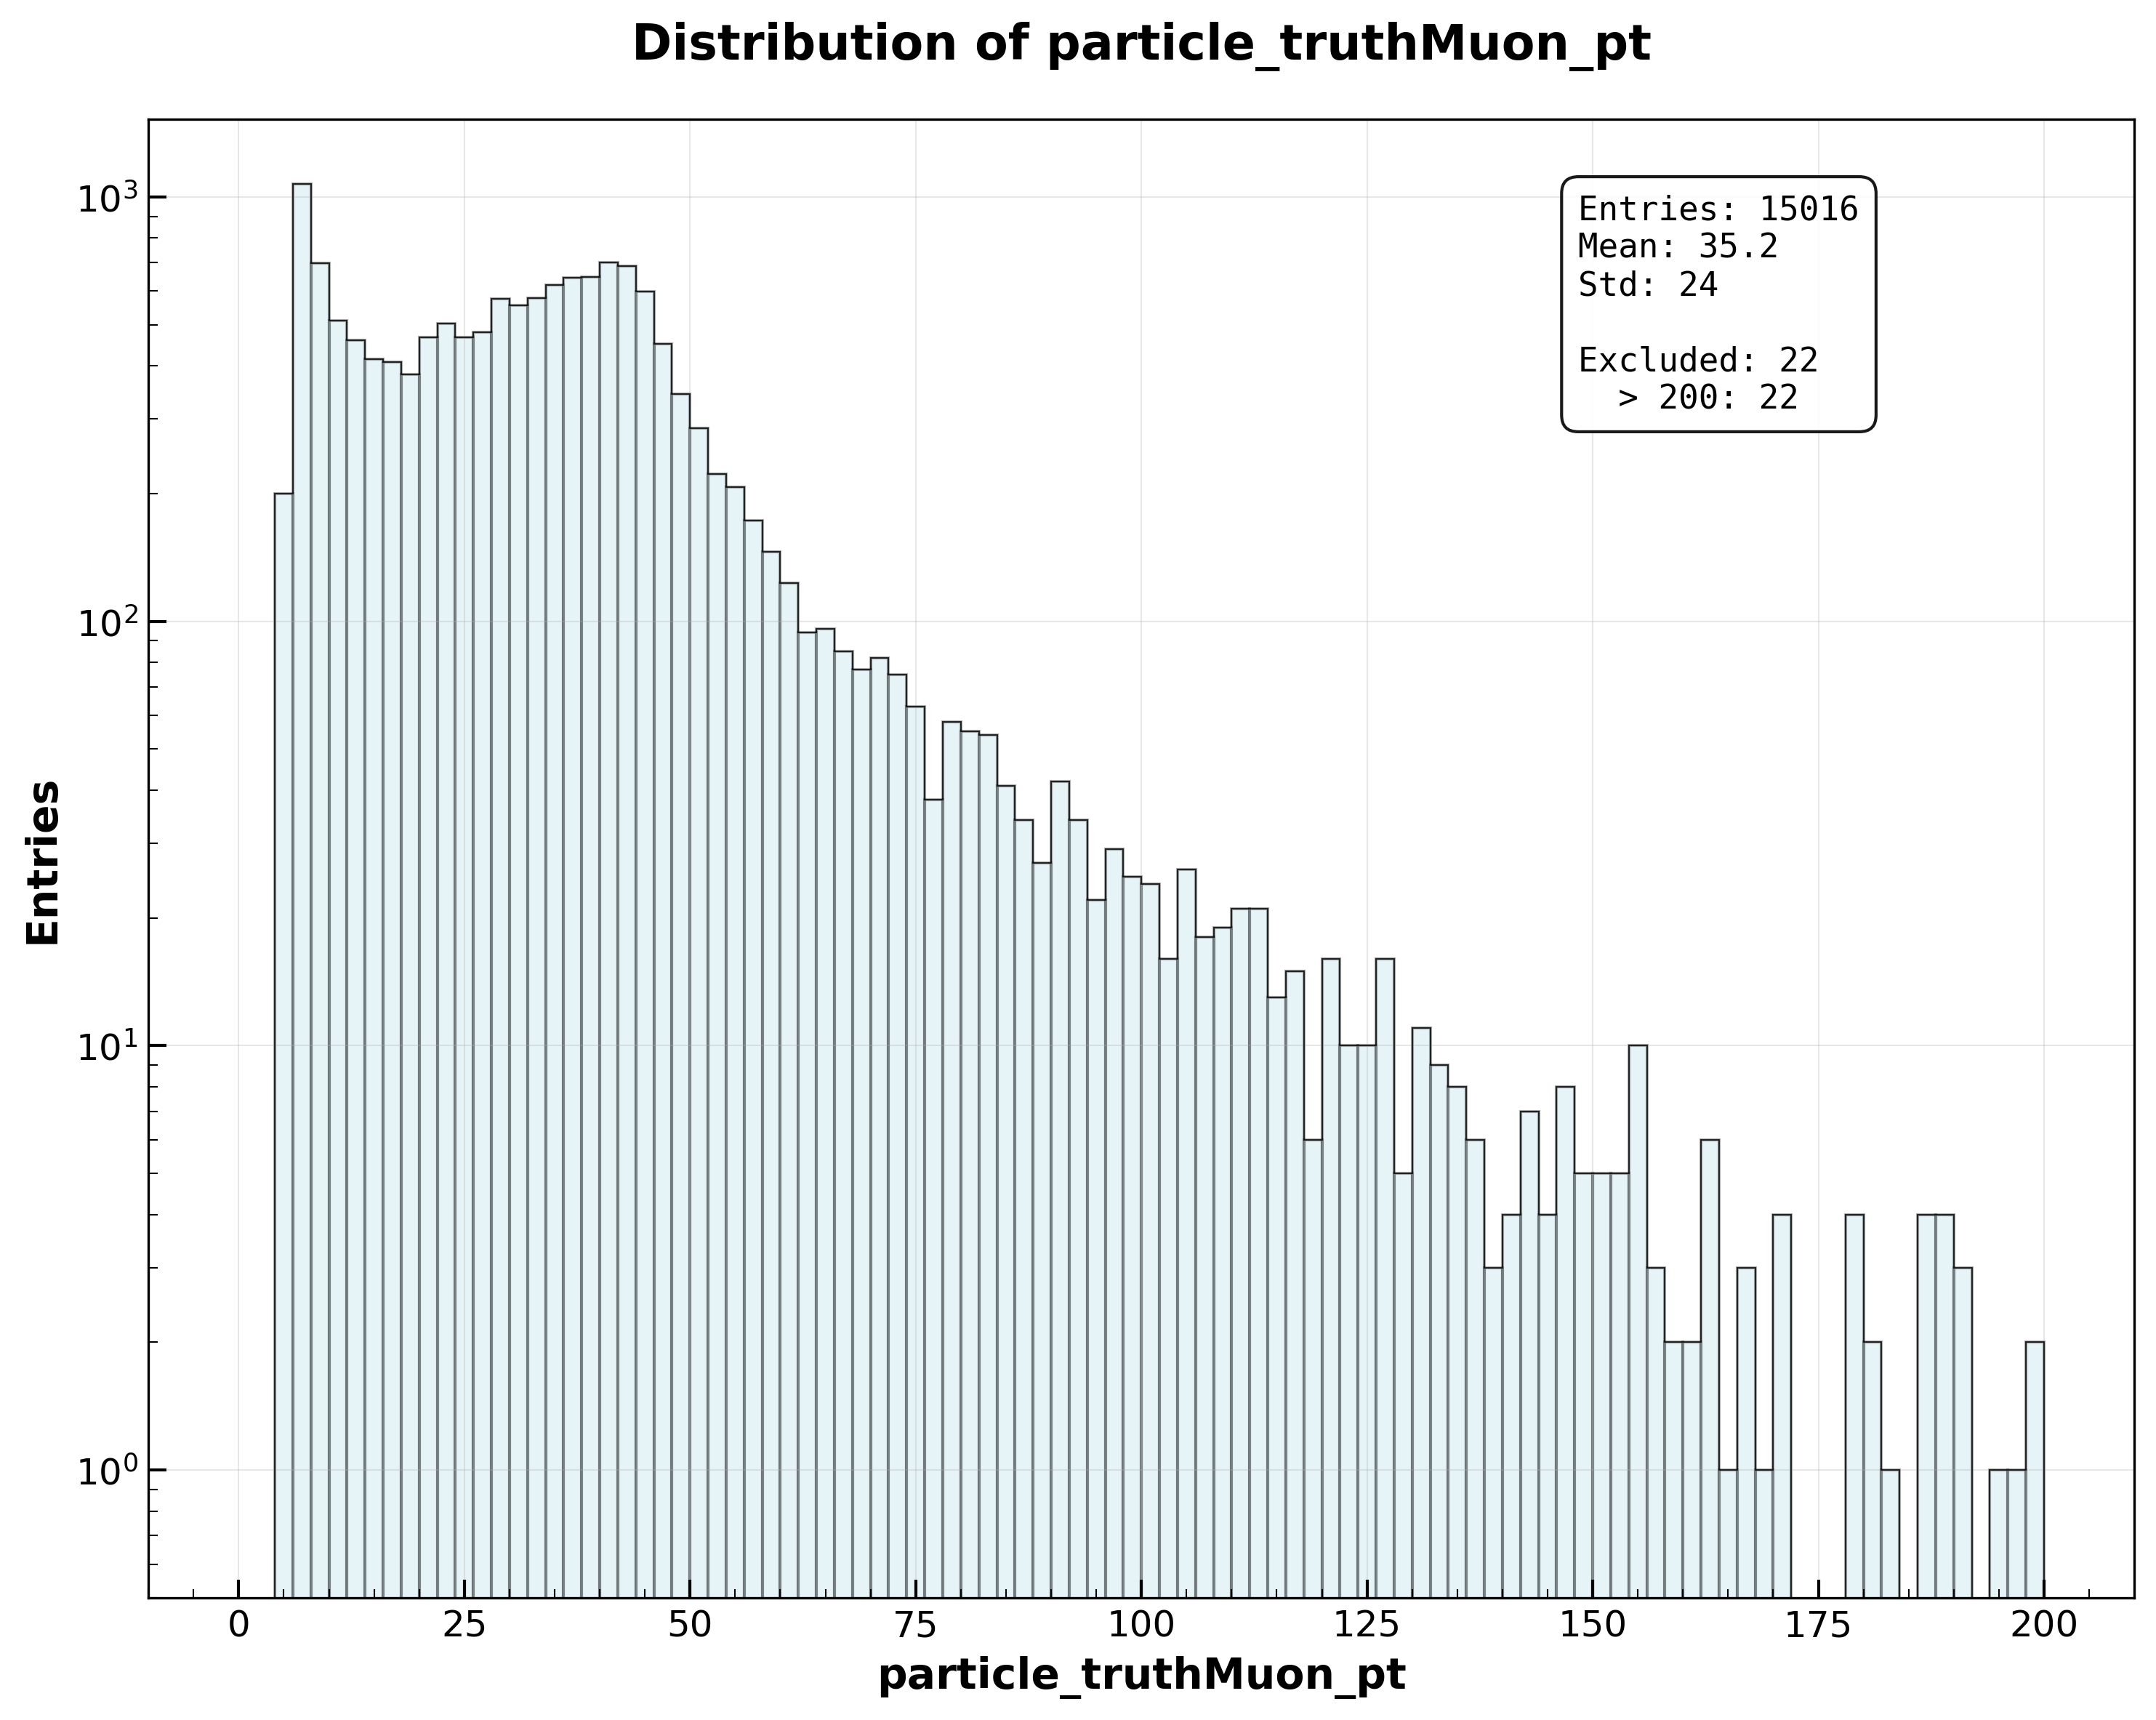 Distribution of particle_truthMuon_pt
Entries: 15016
Mean: 35.2
Std: 24
Excluded: 22
> 200: 22
Entries
10³
10²
10¹
10⁰
0 25 50 75 100 125 150 175 200
particle_truthMuon_pt